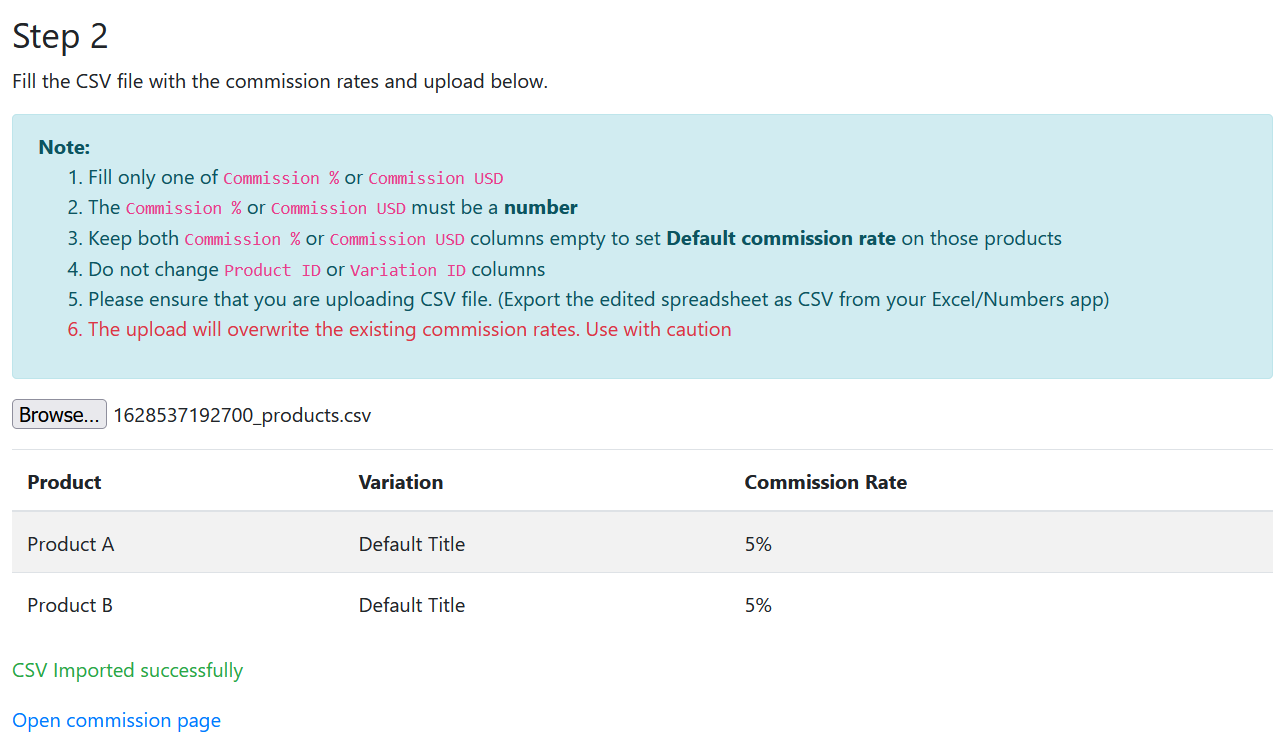 Step 2
Fill the CSV file with the commission rates and upload below.
Note:
1. Fill only one of Commission % or Commission USD
2. The Commission % or Commission USD must be a number
3. Keep both Commission % or Commission USD columns empty to set Default commission rate on those products
4. Do not change Product ID or Variation ID columns
5. Please ensure that you are uploading CSV file. (Export the edited spreadsheet as CSV from your Excel/Numbers app)
6. The upload will overwrite the existing commission rates. Use with caution
Browse... 1628537192700_products.csv
Product Variation Commission Rate
Product A Default Title 5%
Product B Default Title 5%
CSV Imported successfully
Open commission page